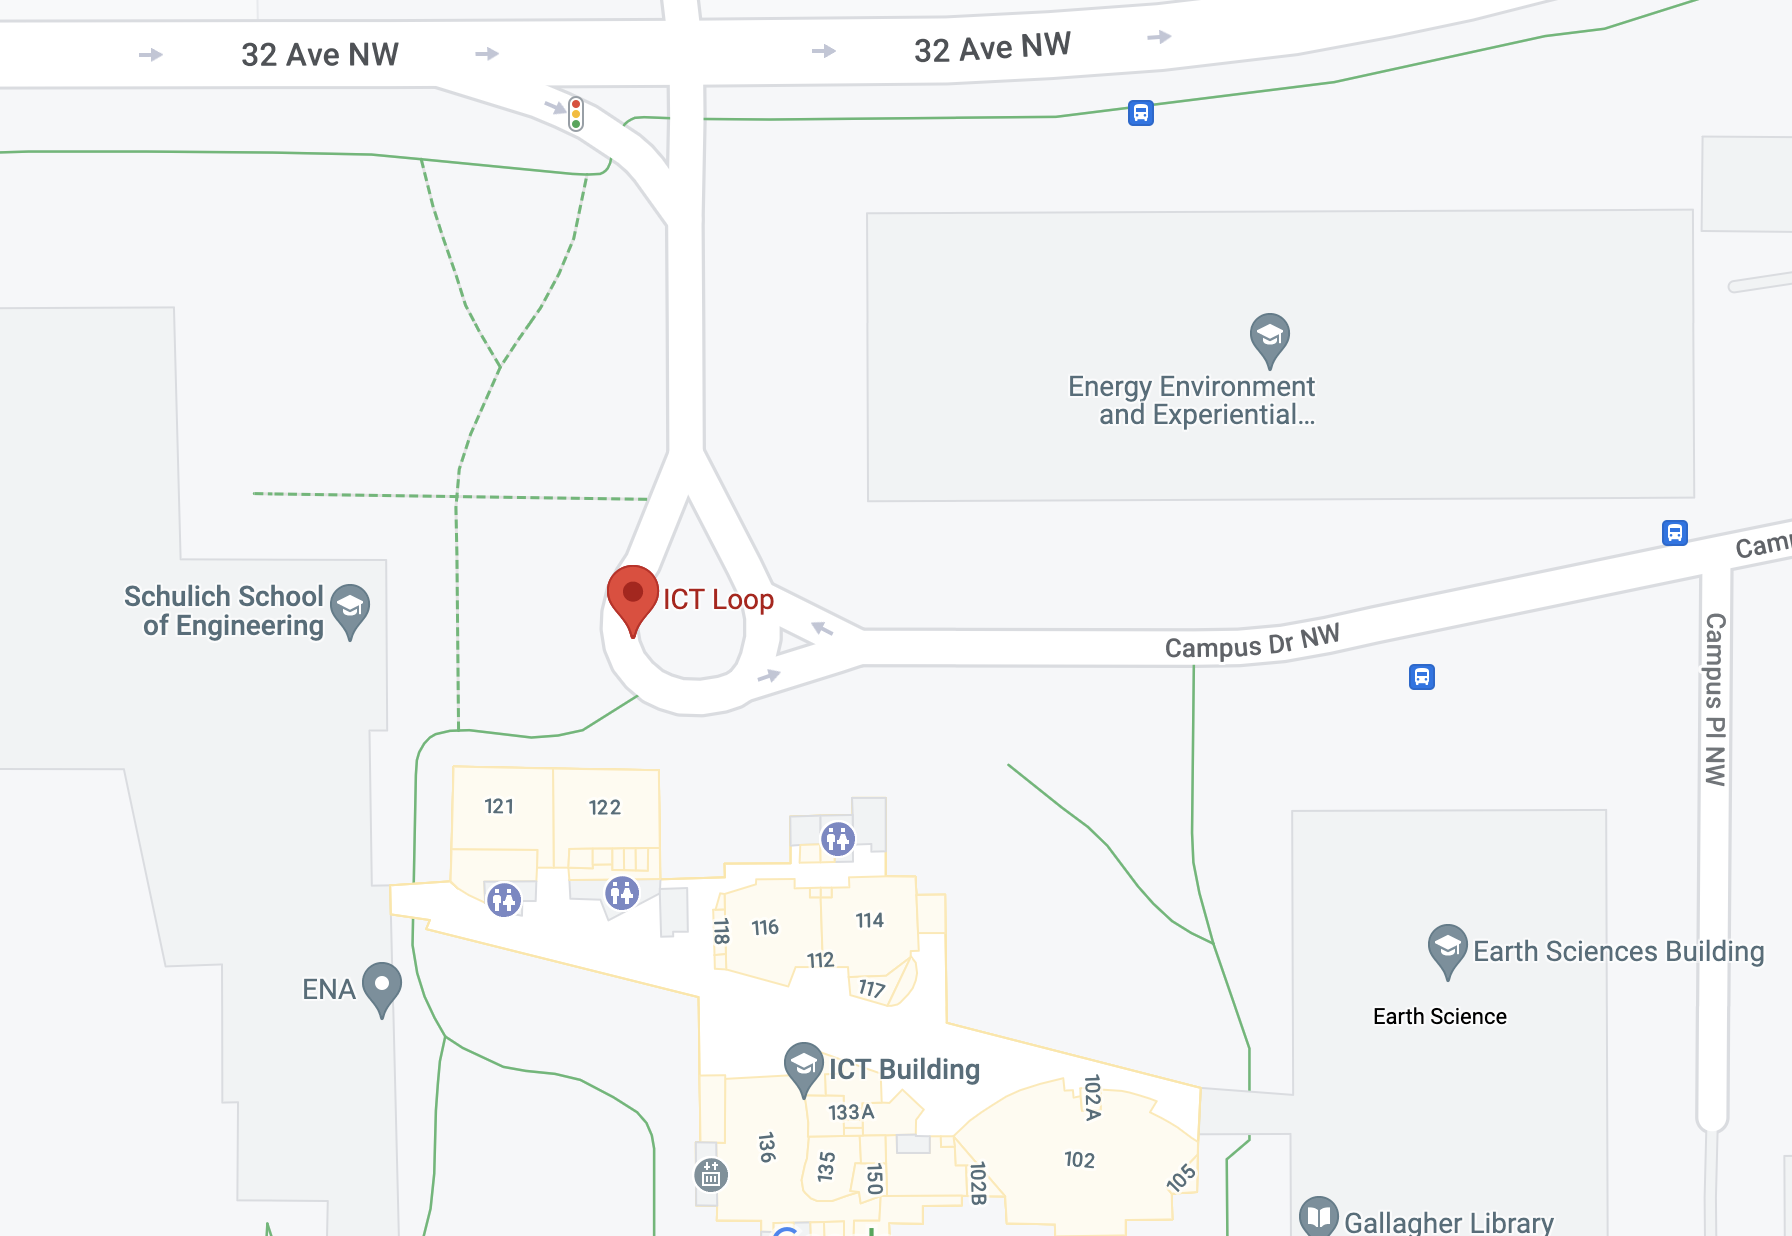 32 Ave NW
32 Ave NW
Energy Environment
and Experiential...
Schulich School
of Engineering
ICT Loop
Campus Dr NW
Campus Pl NW
121
122
118
116
114
112
117
ENA
Earth Sciences Building
Earth Science
ICT Building
133A
102A
136
135
150
102B
102
105
Gallagher Library